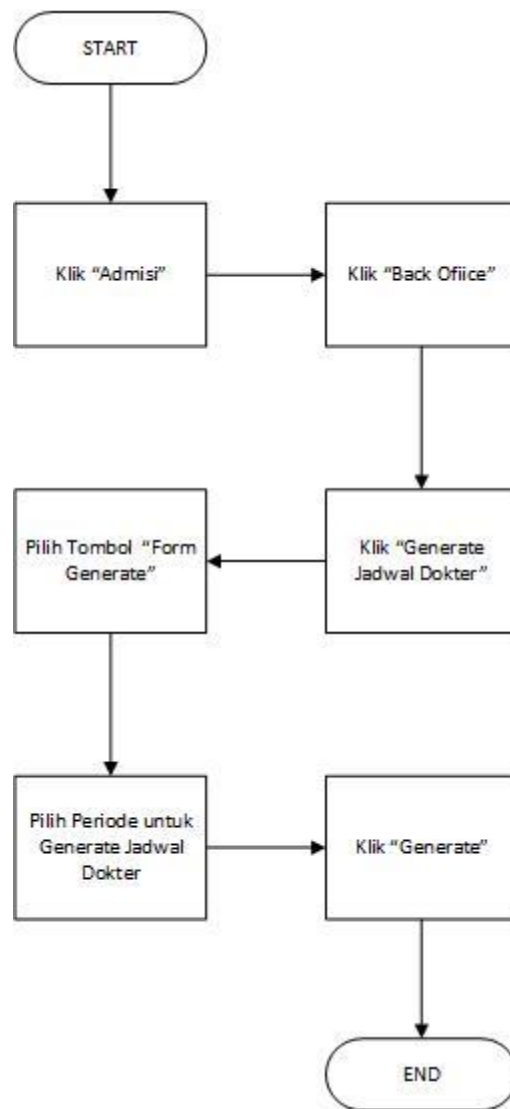 START
Klik “Admisi”
Klik “Back Ofiice”
Klik “Generate
Jadwal Dokter”
Pilih Tombol “Form
Generate”
Pilih Periode untuk
Generate Jadwal
Dokter
Klik “Generate”
END